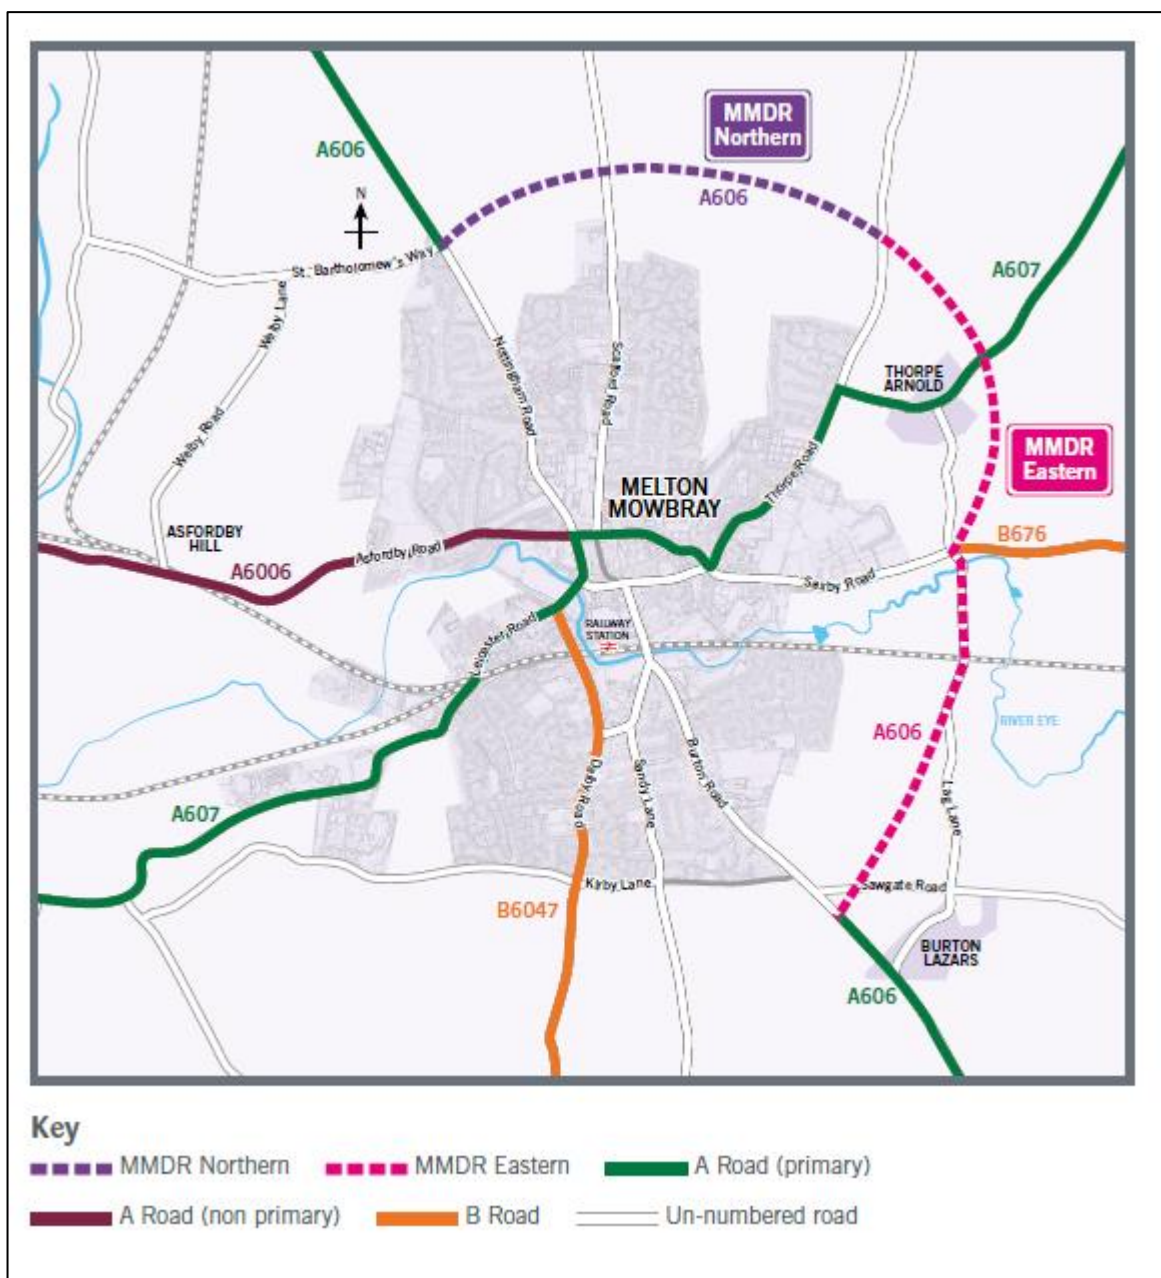 MMDR
Northern
A606
A606
N
St. Bartholomew's Way
A607
Welby Lane
Nottingham Road
Scalford Road
THORPE
ARNOLD
Welby Road
Thorpe Road
MMDR
Eastern
MELTON
MOWBRAY
ASFORDBY
HILL
Asfordby Road
B676
A6006
Saxby Road
Leicester Road
RAILWAY
STATION
RIVER EYE
A606
Burton Road
Dalby Road
Sandy Lane
Lag Lane
A607
Kirby Lane
Sawgate Road
B6047
BURTON
LAZARS
A606
Key
MMDR Northern
MMDR Eastern
A Road (primary)
A Road (non primary)
B Road
Un-numbered road